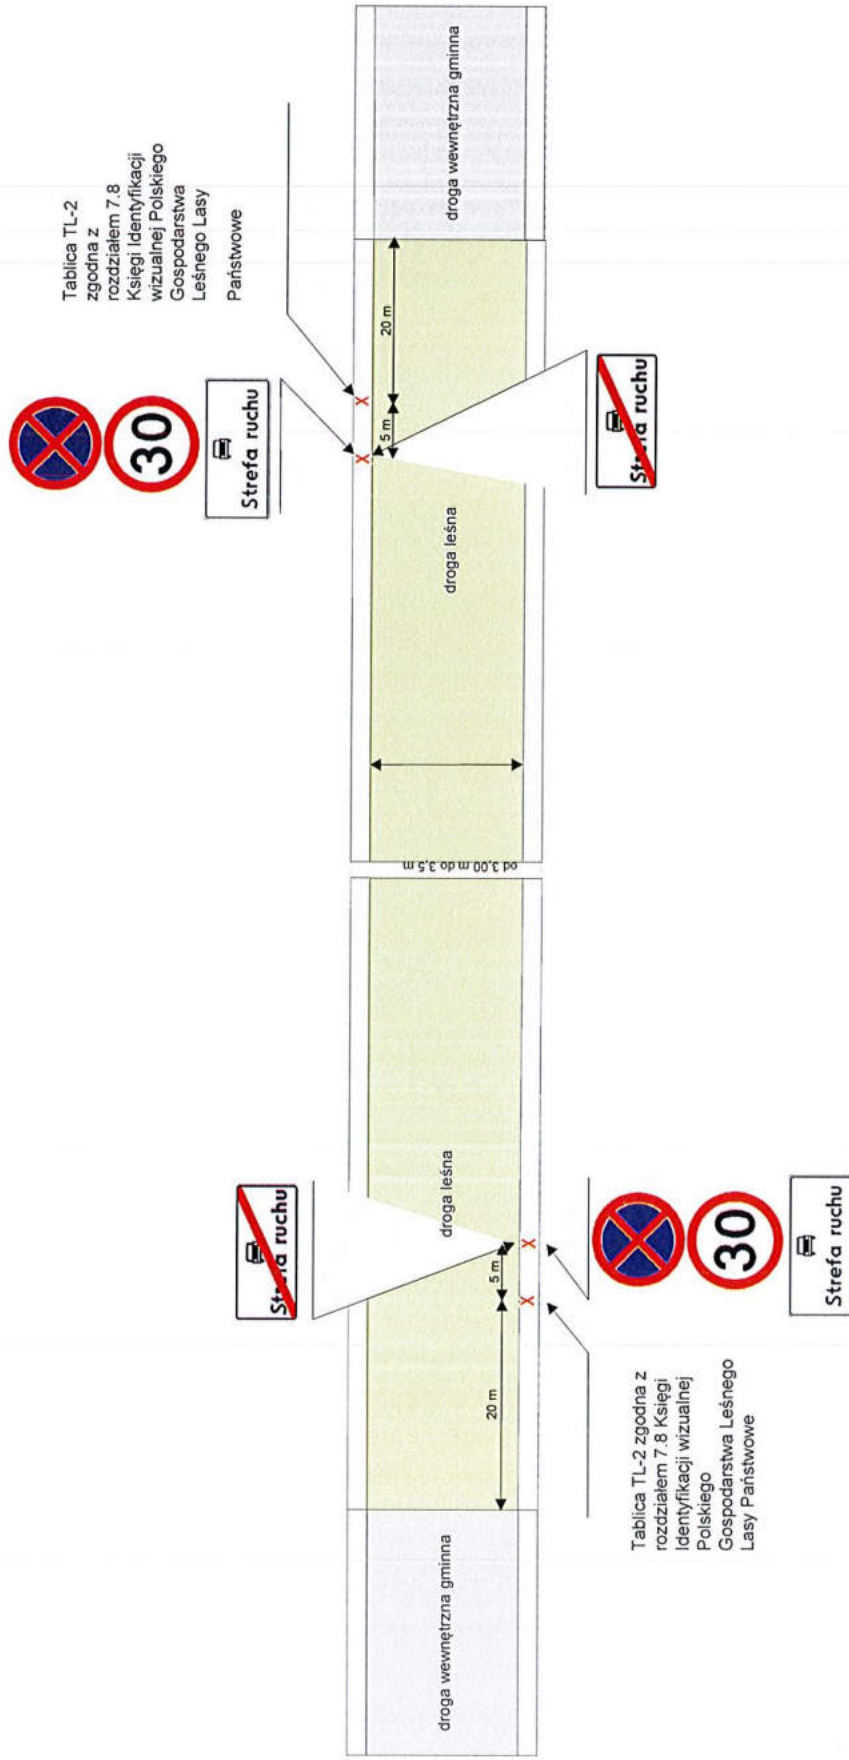 Tablica TL-2
zgodna z
rozdziałem 7.8
Księgi Identyfikacji
wizualnej Polskiego
Gospodarstwa
Leśnego Lasy
Państwowe
30
Strefa ruchu
droga wewnętrzna gminna
20 m
5 m
droga leśna
Strefa ruchu
od 3,00 m do 3,5 m
Strefa ruchu
droga leśna
5 m
20 m
droga wewnętrzna gminna
30
Strefa ruchu
Tablica TL-2 zgodna z
rozdziałem 7.8 Księgi
Identyfikacji wizualnej
Polskiego
Gospodarstwa Leśnego
Lasy Państwowe